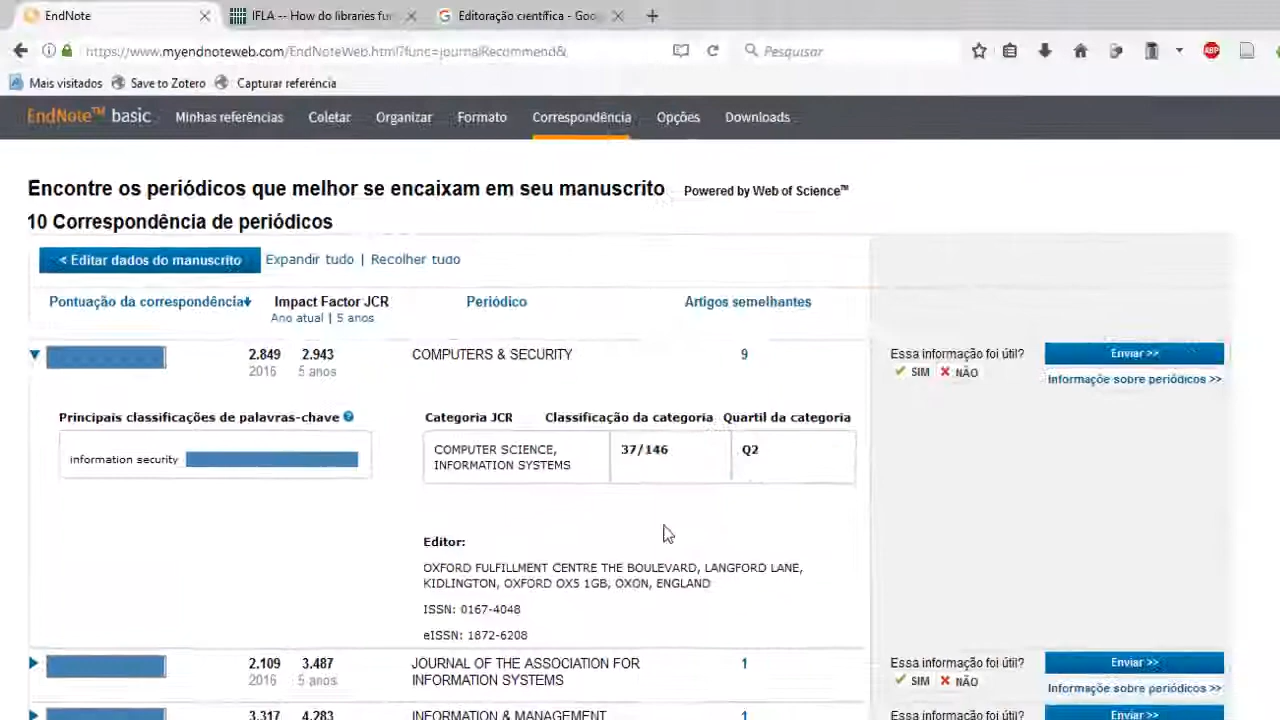 EndNote
IFLA -- How do libraries fu
Editoração científica - Goo
https://www.myendnoteweb.com/EndNoteWeb.html?func=journalRecommend&
Pesquisar
ABP
Mais visitados Save to Zotero Capturar referência
EndNote™ basic Minhas referências Coletar Organizar Formato Correspondência Opções Downloads
Encontre os periódicos que melhor se encaixam em seu manuscrito Powered by Web of Science™
10 Correspondência de periódicos
< Editar dados do manuscrito Expandir tudo | Recolher tudo
Pontuação da correspondência Impact Factor JCR Periódico Artigos semelhantes
Ano atual | 5 anos
2.849 2.943 COMPUTERS & SECURITY 9 Essa informação foi útil? Enviar >>
2016 5 anos SIM NÃO Informaçõe sobre periódicos >>
Principais classificações de palavras-chave Categoria JCR Classificação da categoria Quartil da categoria
information security COMPUTER SCIENCE, 37/146 Q2
INFORMATION SYSTEMS
Editor:
OXFORD FULFILLMENT CENTRE THE BOULEVARD, LANGFORD LANE,
KIDLINGTON, OXFORD OX5 1GB, OXON, ENGLAND
ISSN: 0167-4048
eISSN: 1872-6208
2.109 3.487 JOURNAL OF THE ASSOCIATION FOR 1 Essa informação foi útil? Enviar >>
2016 5 anos INFORMATION SYSTEMS SIM NÃO Informaçõe sobre periódicos >>
3.317 4.283 INFORMATION & MANAGEMENT 1 Essa informação foi útil? Enviar >>